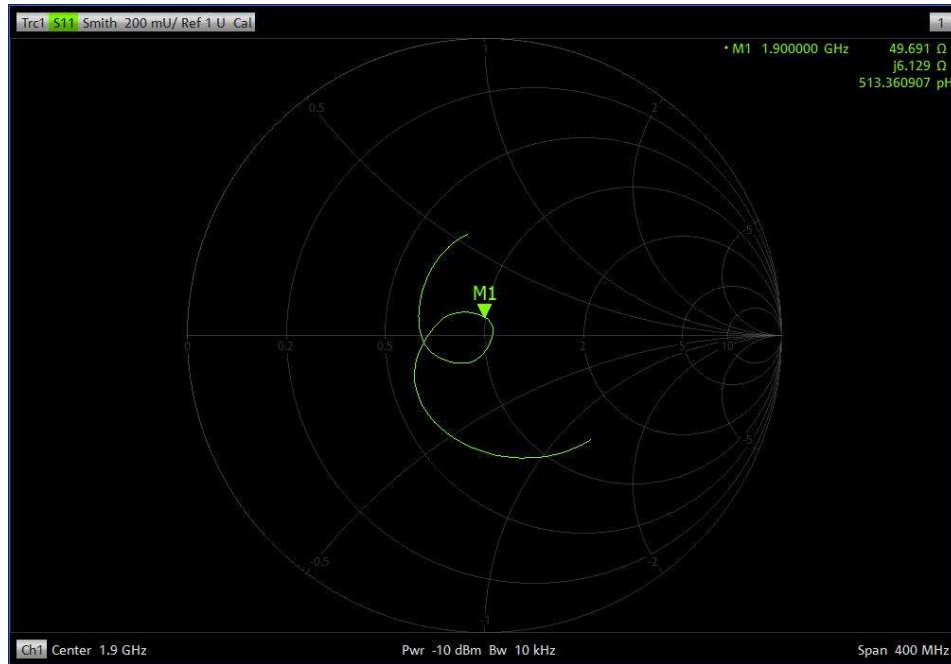 Trc1 S11 Smith 200 mU/ Ref 1 U Cal
1
• M1 1.900000 GHz 49.691 Ω
j6.129 Ω
513.360907 pH
1
0.5
2
5
M1
0 0.2 0.5 1 2 5 10
-5
-0.5
-2
-1
Ch1 Center 1.9 GHz Pwr -10 dBm Bw 10 kHz Span 400 MHz